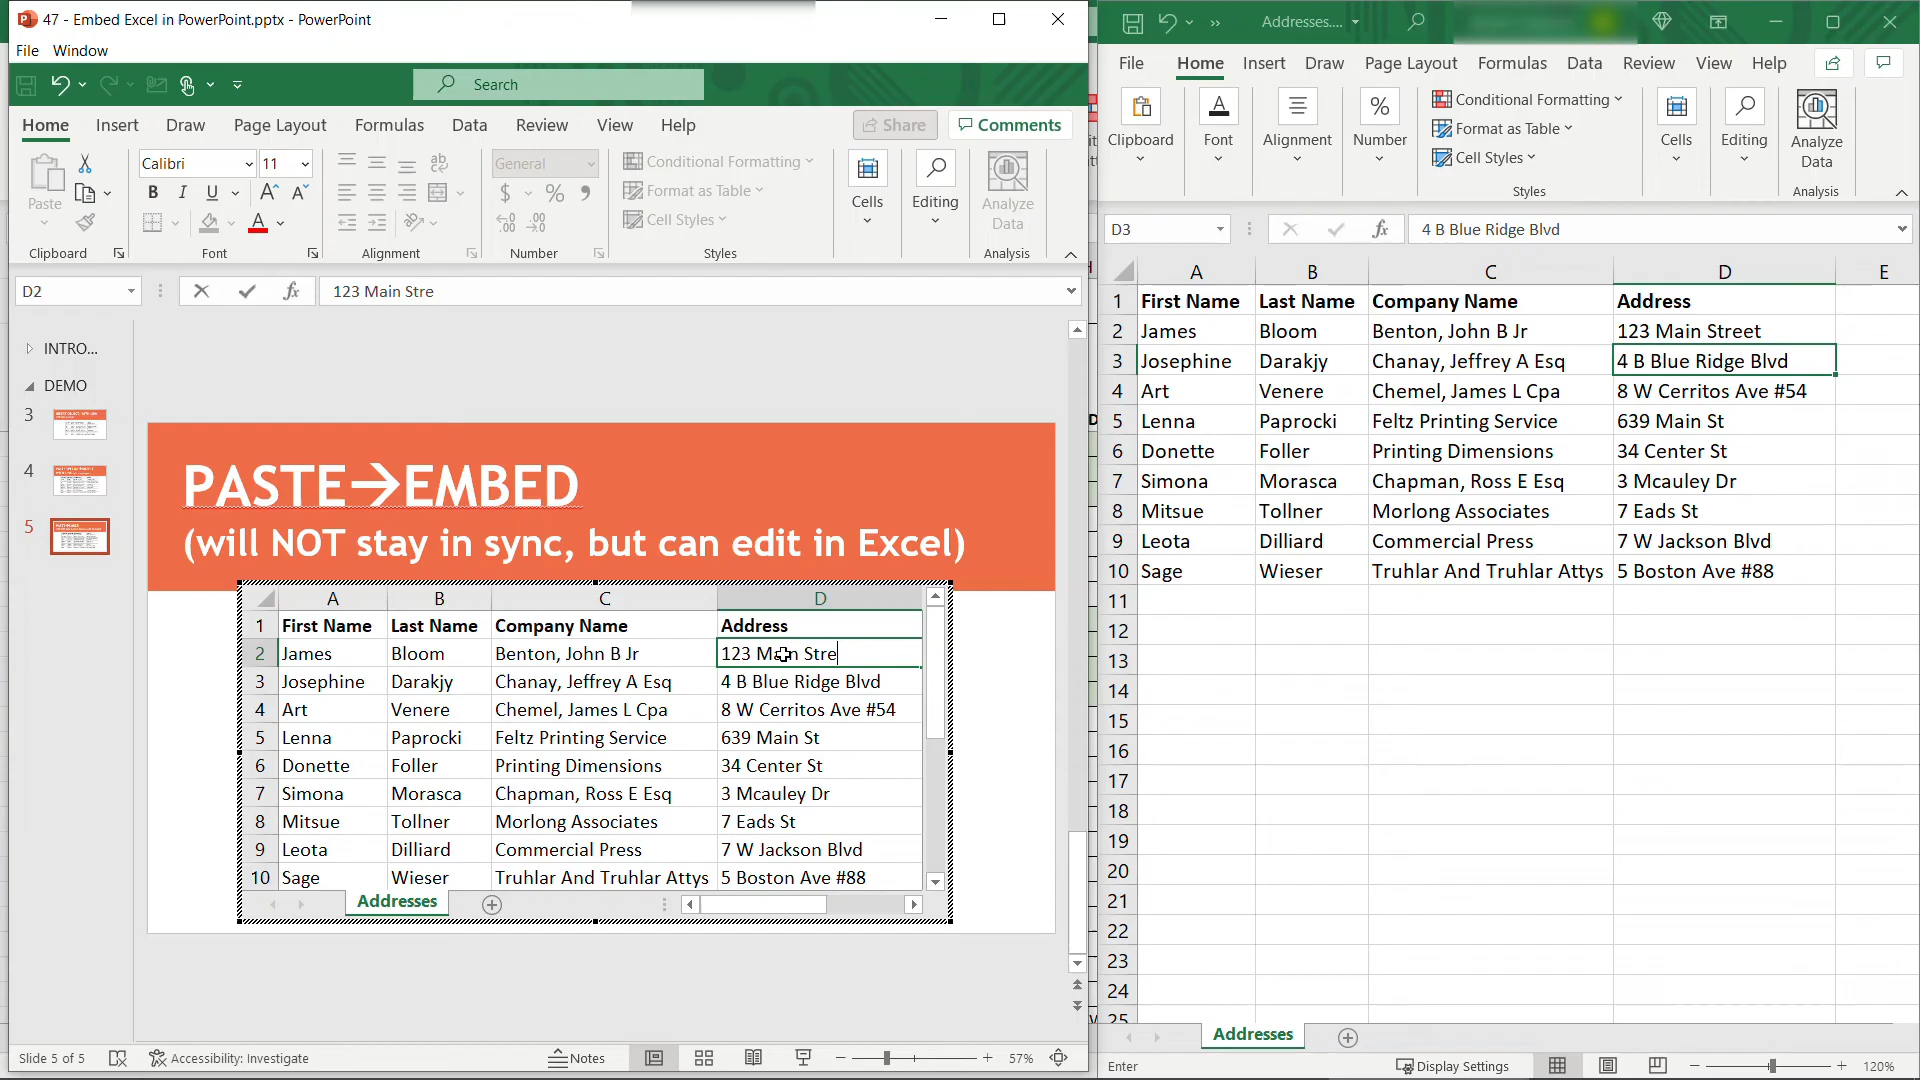 47 - Embed Excel in PowerPoint.pptx - PowerPoint
File Window
Search
Home Insert Draw Page Layout Formulas Data Review View Help Share Comments
Calibri 11 General Conditional Formatting
Paste B I U $ % Format as Table Cells Editing Analyze Data
Cell Styles
Clipboard Font Alignment Number Styles Analysis
D2 fx 123 Main Stre
INTRO...
DEMO
3
4
5
PASTE→EMBED
(will NOT stay in sync, but can edit in Excel)
A B C D
1 First Name Last Name Company Name Address
2 James Bloom Benton, John B Jr 123 Main Stre
3 Josephine Darakjy Chanay, Jeffrey A Esq 4 B Blue Ridge Blvd
4 Art Venere Chemel, James L Cpa 8 W Cerritos Ave #54
5 Lenna Paprocki Feltz Printing Service 639 Main St
6 Donette Foller Printing Dimensions 34 Center St
7 Simona Morasca Chapman, Ross E Esq 3 Mcauley Dr
8 Mitsue Tollner Morlong Associates 7 Eads St
9 Leota Dilliard Commercial Press 7 W Jackson Blvd
10 Sage Wieser Truhlar And Truhlar Attys 5 Boston Ave #88
Addresses
Slide 5 of 5 Accessibility: Investigate Notes 57%
Addresses....
File Home Insert Draw Page Layout Formulas Data Review View Help
Clipboard Font Alignment Number Conditional Formatting Cells Editing Analyze Data
Format as Table
Cell Styles
Styles Analysis
D3 fx 4 B Blue Ridge Blvd
A B C D E
1 First Name Last Name Company Name Address
2 James Bloom Benton, John B Jr 123 Main Street
3 Josephine Darakjy Chanay, Jeffrey A Esq 4 B Blue Ridge Blvd
4 Art Venere Chemel, James L Cpa 8 W Cerritos Ave #54
5 Lenna Paprocki Feltz Printing Service 639 Main St
6 Donette Foller Printing Dimensions 34 Center St
7 Simona Morasca Chapman, Ross E Esq 3 Mcauley Dr
8 Mitsue Tollner Morlong Associates 7 Eads St
9 Leota Dilliard Commercial Press 7 W Jackson Blvd
10 Sage Wieser Truhlar And Truhlar Attys 5 Boston Ave #88
11
12
13
14
15
16
17
18
19
20
21
22
23
24
25
Addresses
Enter Display Settings 120%